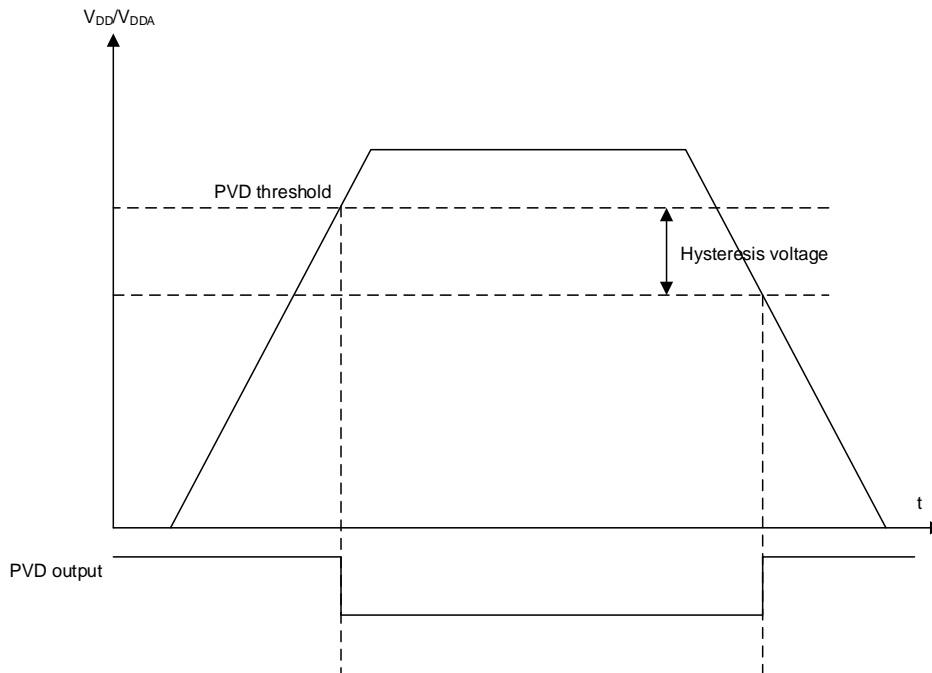 VDD/VDDA
PVD threshold
Hysteresis voltage
t
PVD output